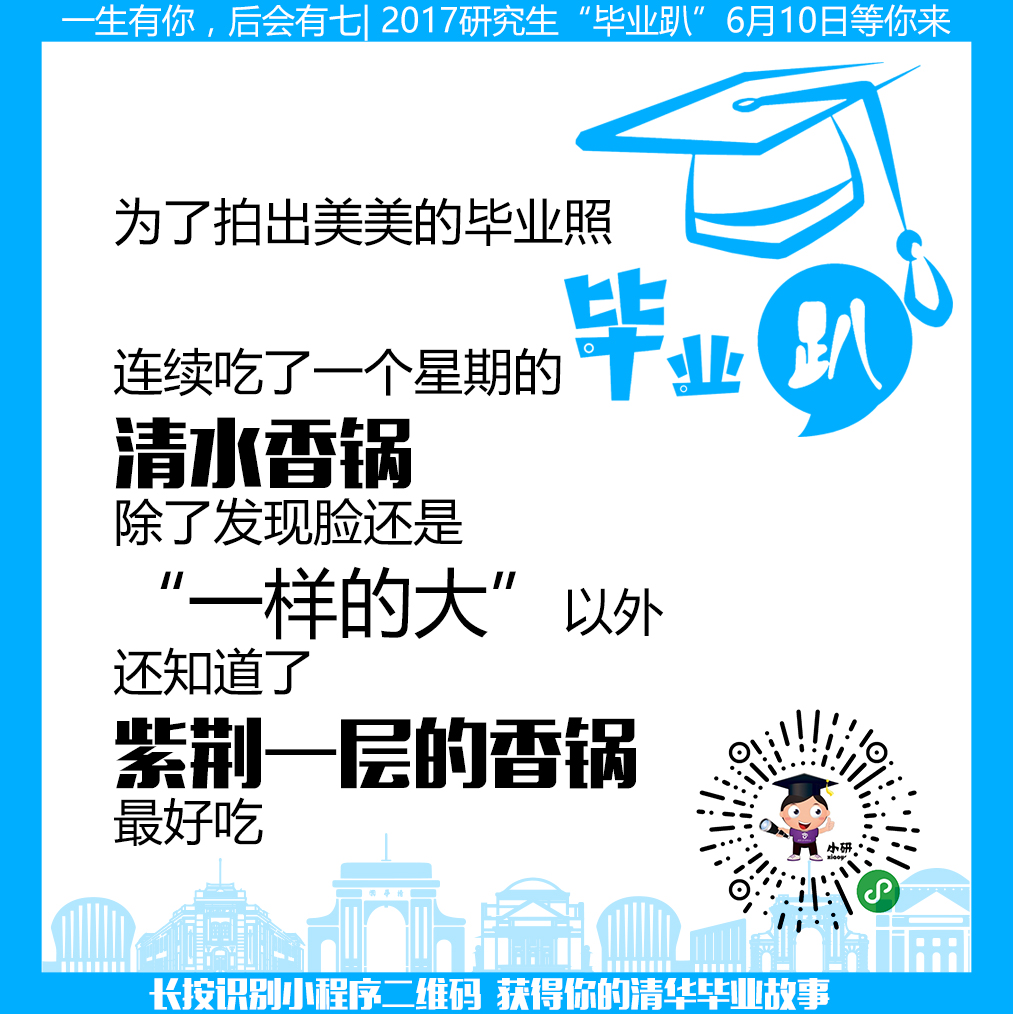 一生有你，后会有七| 2017研究生“毕业趴”6月10日等你来
为了拍出美美的毕业照
毕业趴
连续吃了一个星期的
清水香锅
除了发现脸还是
“一样的大”以外
还知道了
紫荆一层的香锅
最好吃
小研
清华园
长按识别小程序二维码 获得你的清华毕业故事